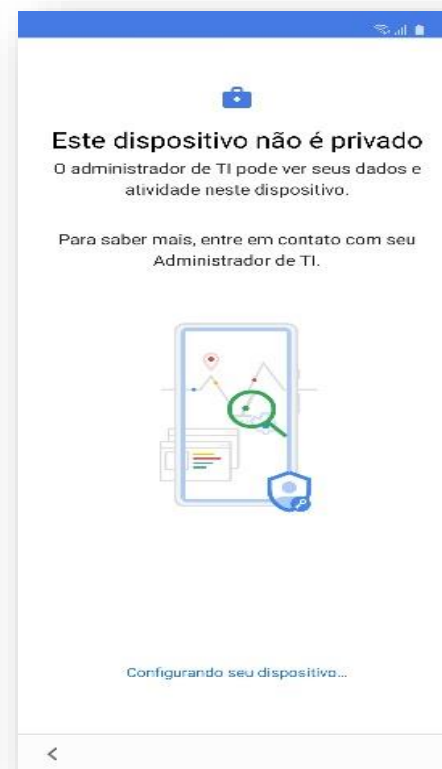 Este dispositivo não é privado
O administrador de TI pode ver seus dados e
atividade neste dispositivo.
Para saber mais, entre em contato com seu
Administrador de TI.
Configurando seu dispositivo...